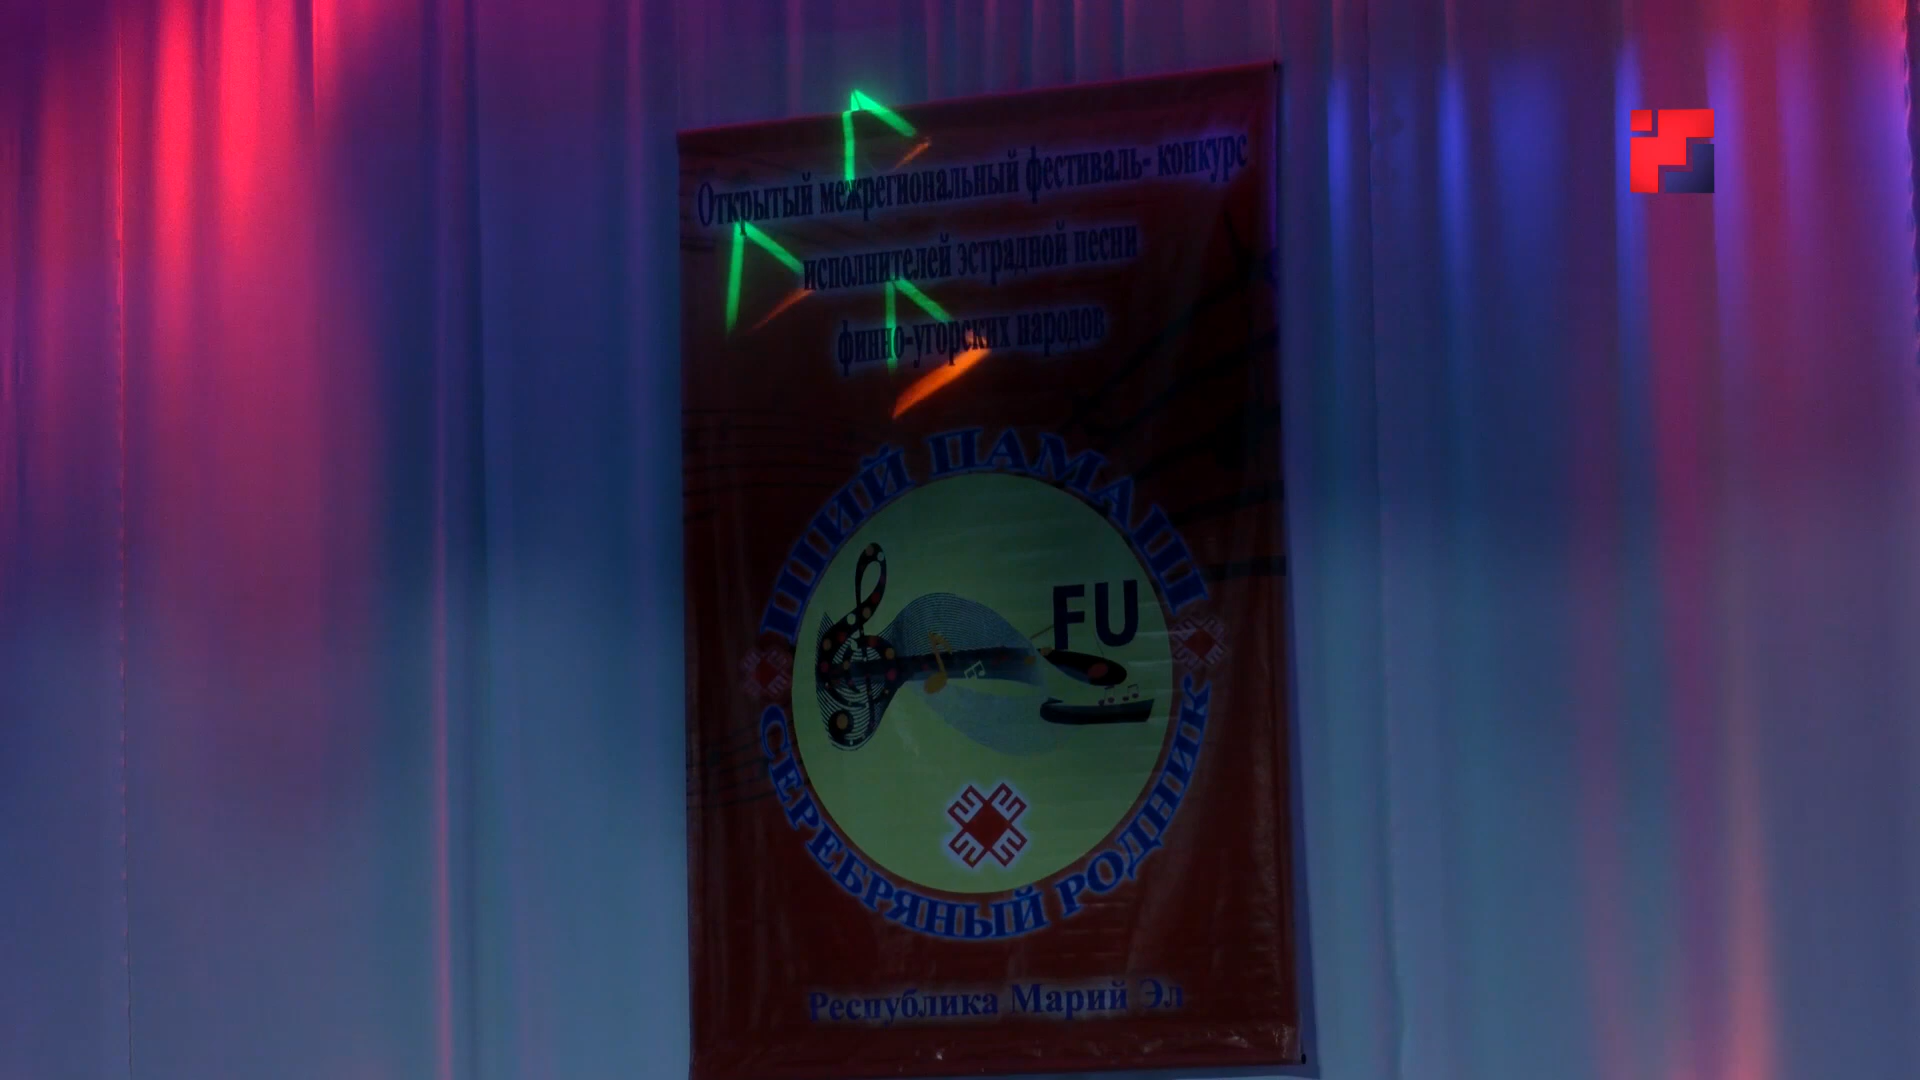 Открытый межрегиональный фестиваль- конкурс
исполнителей эстрадной песни
финно-угорских народов
ШИЙ ПАМАШ
FU
СЕРЕБРЯНЫЙ РОДНИК
Республика Марий Эл